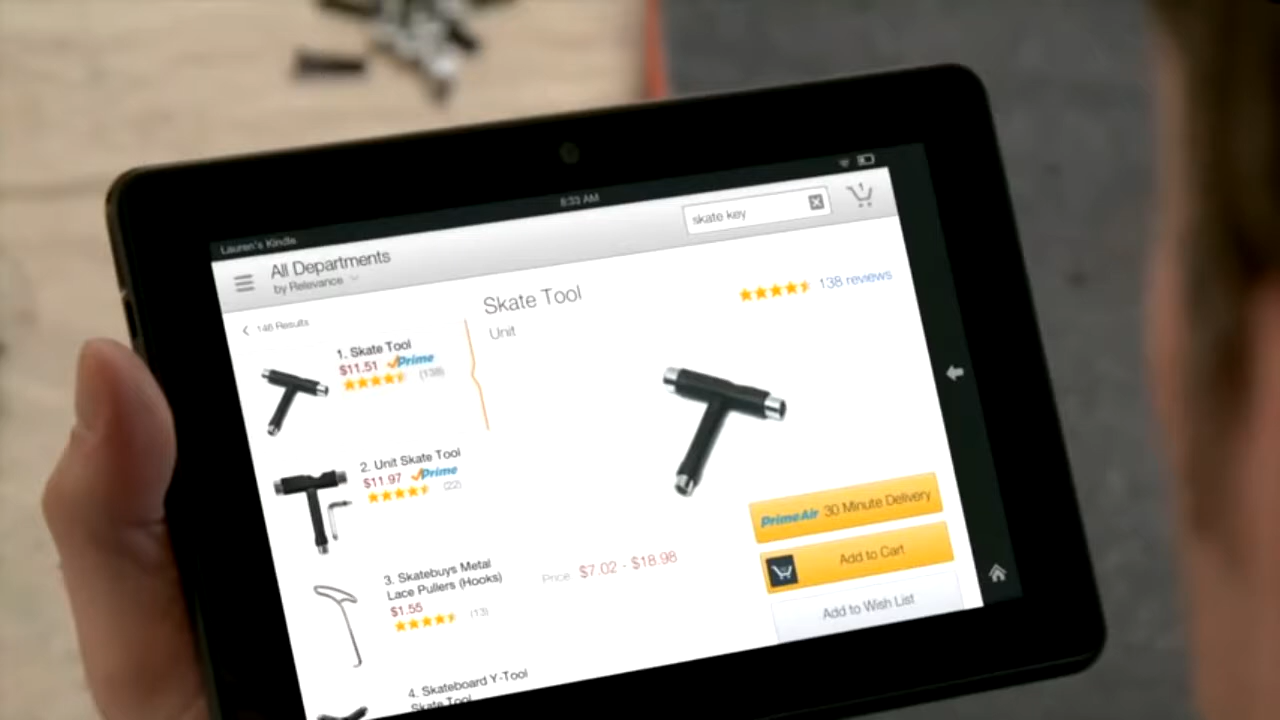 Lauren's Kindle
8:33 AM
All Departments
by Relevance
skate key
1
146 Results
1. Skate Tool
$11.51 Prime
(138)
2. Unit Skate Tool
$11.97 Prime
(22)
3. Skatebuys Metal
Lace Pullers (Hooks)
$1.55
(13)
4. Skateboard Y-Tool
Skate Tool
Skate Tool
Unit
138 reviews
Price $7.02 - $18.98
PrimeAir 30 Minute Delivery
Add to Cart
Add to Wish List